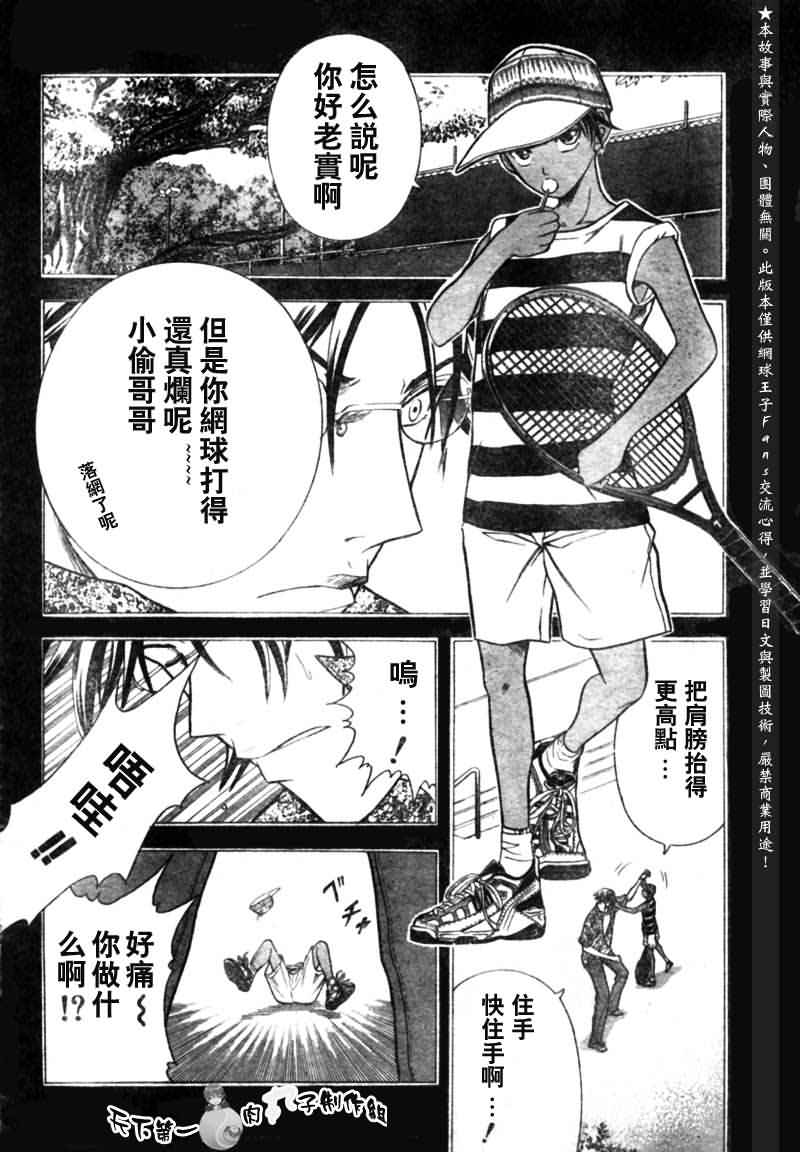 怎么説呢
你好老實啊
但是你網球打得
還真爛呢~~~~
小偷哥哥
落網了呢
嗚…！
唔哇!!
把肩膀抬得
更高點…
ブチャ
好痛~
你做什
么啊!?
住手
快住手啊…！
天下第一 的 子制作組
★本故事與實際人物、團體無關。此版本僅供網球王子Fans交流心得，並學習日文與製圖技術，嚴禁商業用途！